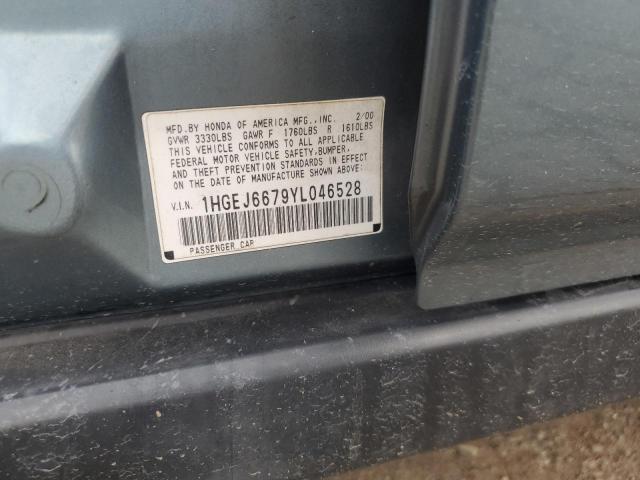 MFD.BY HONDA OF AMERICA MFG.,INC. 2/00
GVWR 3330LBS GAWR F 1760LBS R 1610LBS
THIS VEHICLE CONFORMS TO ALL APPLICABLE
FEDERAL MOTOR VEHICLE SAFETY,BUMPER,
AND THEFT PREVENTION STANDARDS IN EFFECT
ON THE DATE OF MANUFACTURE SHOWN ABOVE.
V.I.N. 1HGEJ6679YL046528
PASSENGER CAR